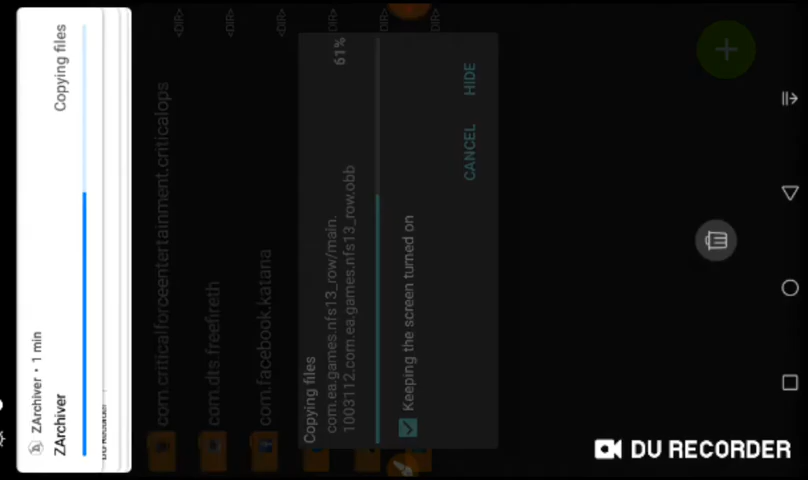 ZArchiver • 1 min
ZArchiver
Copying files
com.criticalforceentertainment.criticalops
<DIR>
com.dts.freefireth
<DIR>
com.facebook.katana
<DIR>
Copying files
com.ea.games.nfs13_row/main.
1003112.com.ea.games.nfs13_row.obb
61%
Keeping the screen turned on
CANCEL
HIDE
DU RECORDER